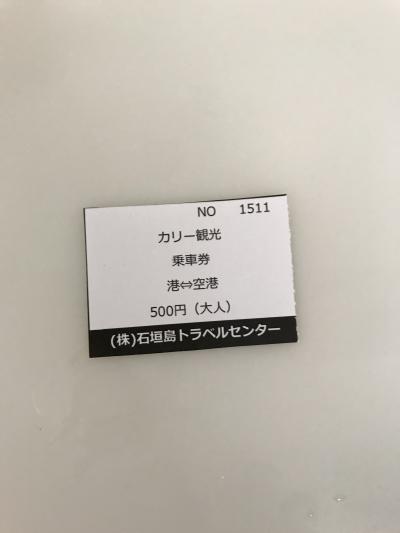 NO 1511
カリー観光
乗車券
港⇔空港
500円（大人）
(株)石垣島トラベルセンター